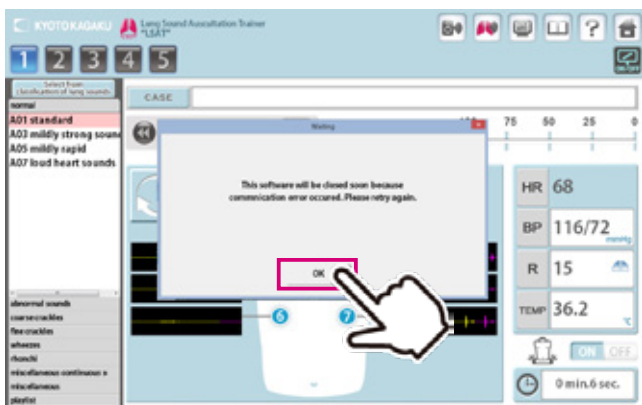 KYOTO KAGAKU
Lung Sound Auscultation Trainer
"LSAT"
1 2 3 4 5
ON/OFF
Select from
classification of lung sounds
normal
A01 standard
A03 mildly strong soun
A05 mildly rapid
A07 loud heart sounds
abnormal sounds
coarse crackles
fine crackles
wheezes
rhonchi
miscellaneous continuous s
miscellaneous
playlist
CASE
75 50 25 0
This software will be closed soon because
commnication error occured. Please retry again.
OK
6 7
HR 68
BP 116/72
mmHg
R 15
TEMP 36.2
℃
ON OFF
0 min.6 sec.